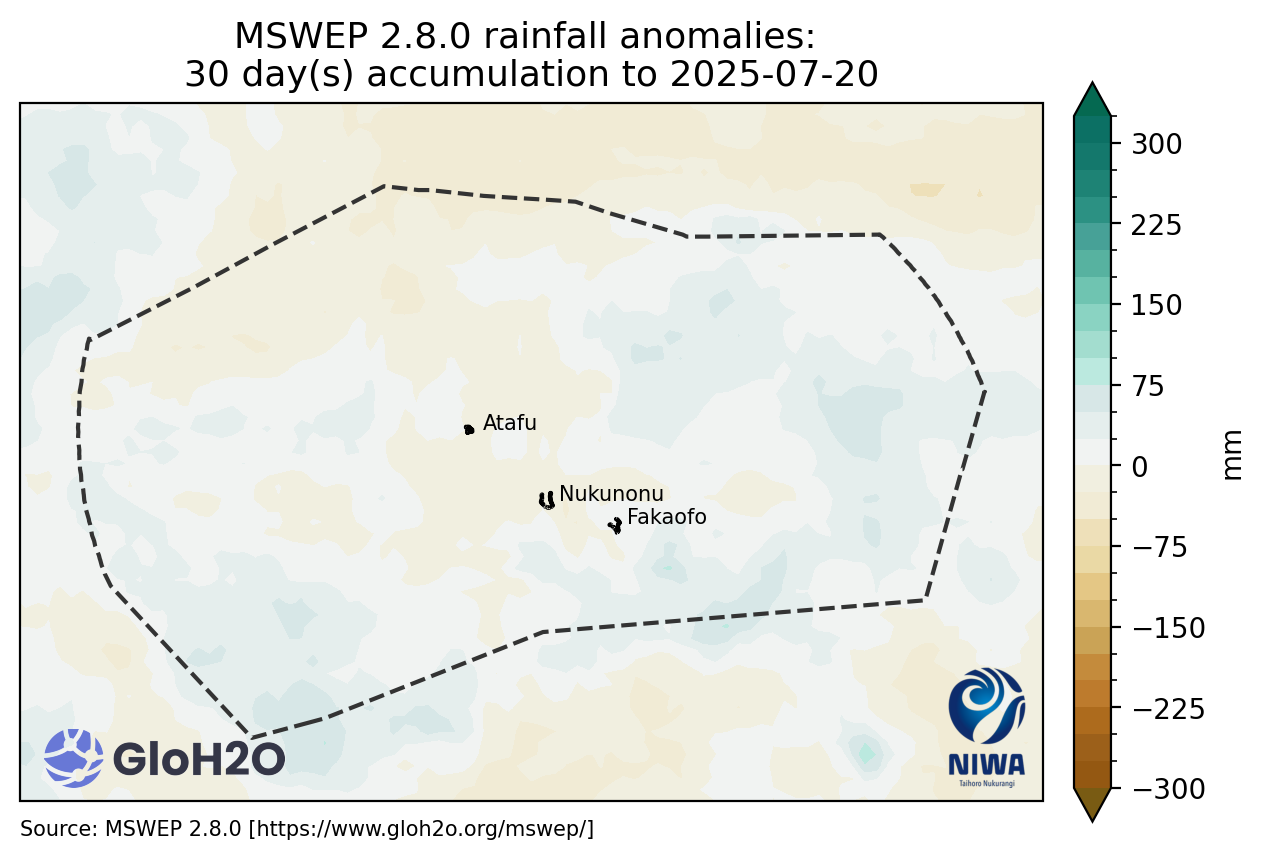 MSWEP 2.8.0 rainfall anomalies:
30 day(s) accumulation to 2025-07-20
300
225
150
75
0
−75
−150
−225
−300
mm
Atafu
Nukunonu
Fakaofo
GloH2O
NIWA
Taihoro Nukurangi
Source: MSWEP 2.8.0 [https://www.gloh2o.org/mswep/]